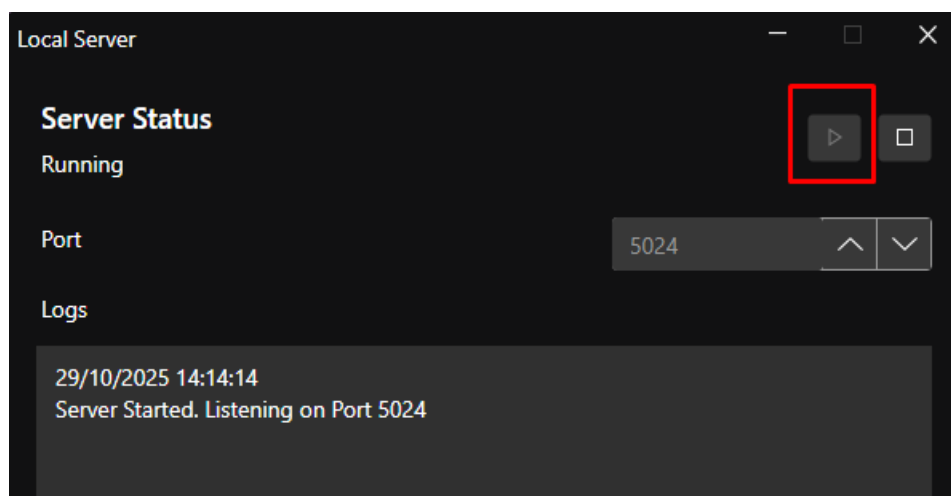 Local Server
Server Status
Running
Port
5024
Logs
29/10/2025 14:14:14
Server Started. Listening on Port 5024